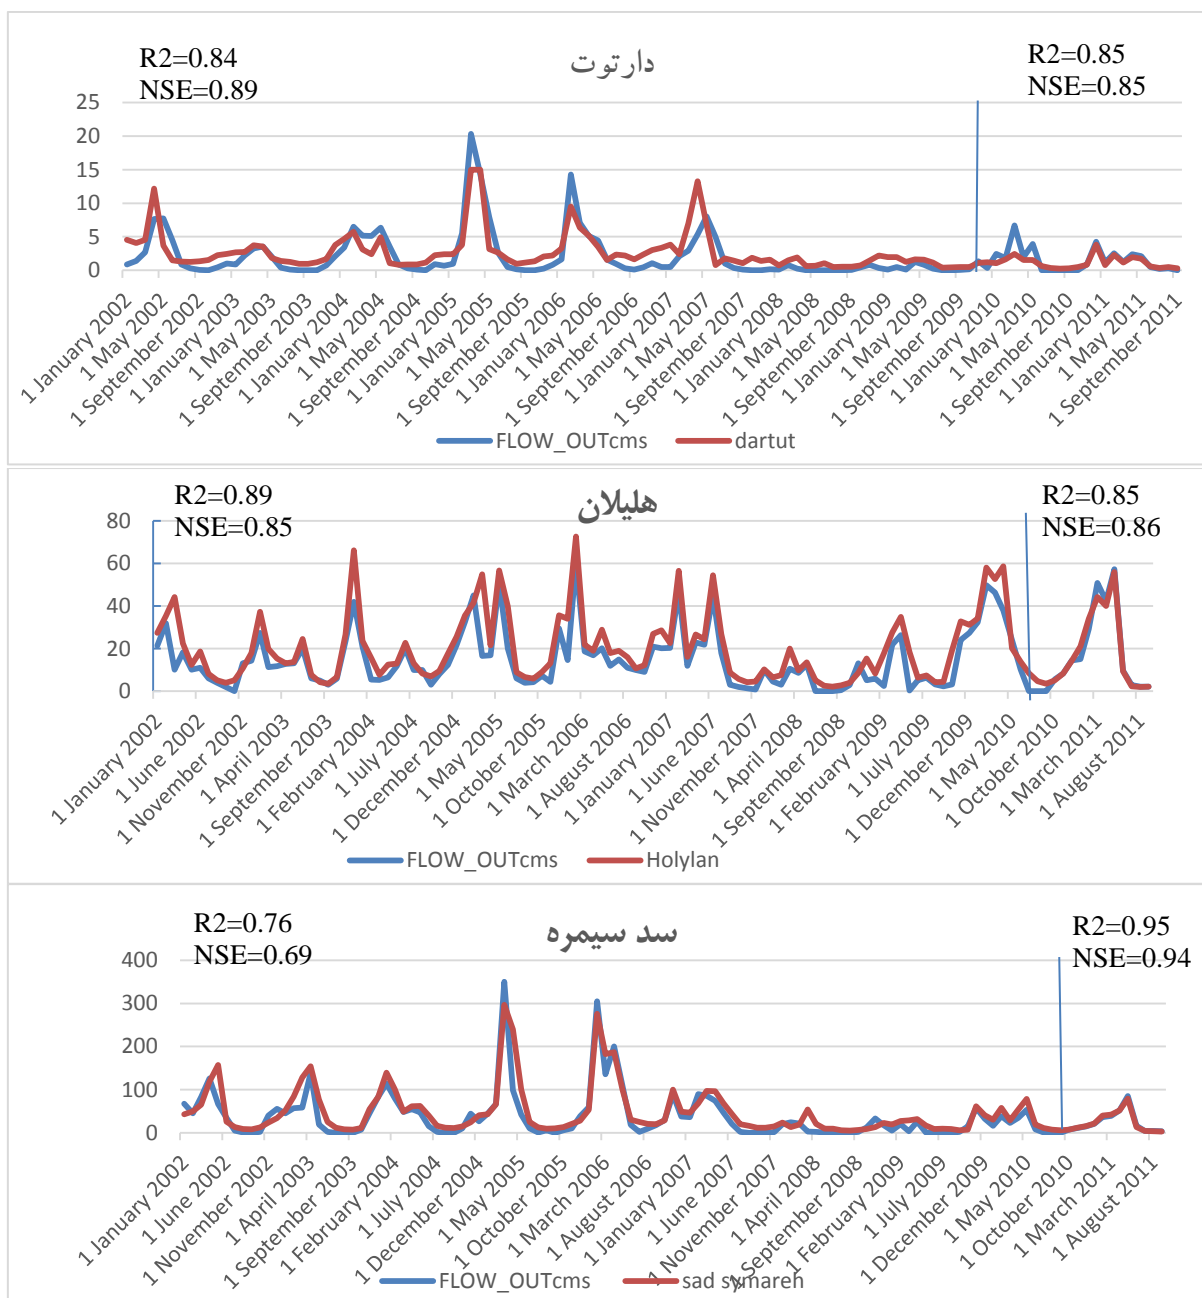 R2=0.84
NSE=0.89
دارتوت
R2=0.85
NSE=0.85
25
20
15
10
5
0
1 January 2002
1 May 2002
1 September 2002
1 January 2003
1 May 2003
1 September 2003
1 January 2004
1 May 2004
1 September 2004
1 January 2005
1 May 2005
1 September 2005
1 January 2006
1 May 2006
1 September 2006
1 January 2007
1 May 2007
1 September 2007
1 January 2008
1 May 2008
1 September 2008
1 January 2009
1 May 2009
1 September 2009
1 January 2010
1 May 2010
1 September 2010
1 January 2011
1 May 2011
1 September 2011
FLOW_OUTcms
dartut
R2=0.89
NSE=0.85
هلیلان
R2=0.85
NSE=0.86
80
60
40
20
0
1 January 2002
1 June 2002
1 November 2002
1 April 2003
1 September 2003
1 February 2004
1 July 2004
1 December 2004
1 May 2005
1 October 2005
1 March 2006
1 August 2006
1 January 2007
1 June 2007
1 November 2007
1 April 2008
1 September 2008
1 February 2009
1 July 2009
1 December 2009
1 May 2010
1 October 2010
1 March 2011
1 August 2011
FLOW_OUTcms
Holylan
R2=0.76
NSE=0.69
سد سیمره
R2=0.95
NSE=0.94
400
300
200
100
0
1 January 2002
1 June 2002
1 November 2002
1 April 2003
1 September 2003
1 February 2004
1 July 2004
1 December 2004
1 May 2005
1 October 2005
1 March 2006
1 August 2006
1 January 2007
1 June 2007
1 November 2007
1 April 2008
1 September 2008
1 February 2009
1 July 2009
1 December 2009
1 May 2010
1 October 2010
1 March 2011
1 August 2011
FLOW_OUTcms
sad symareh